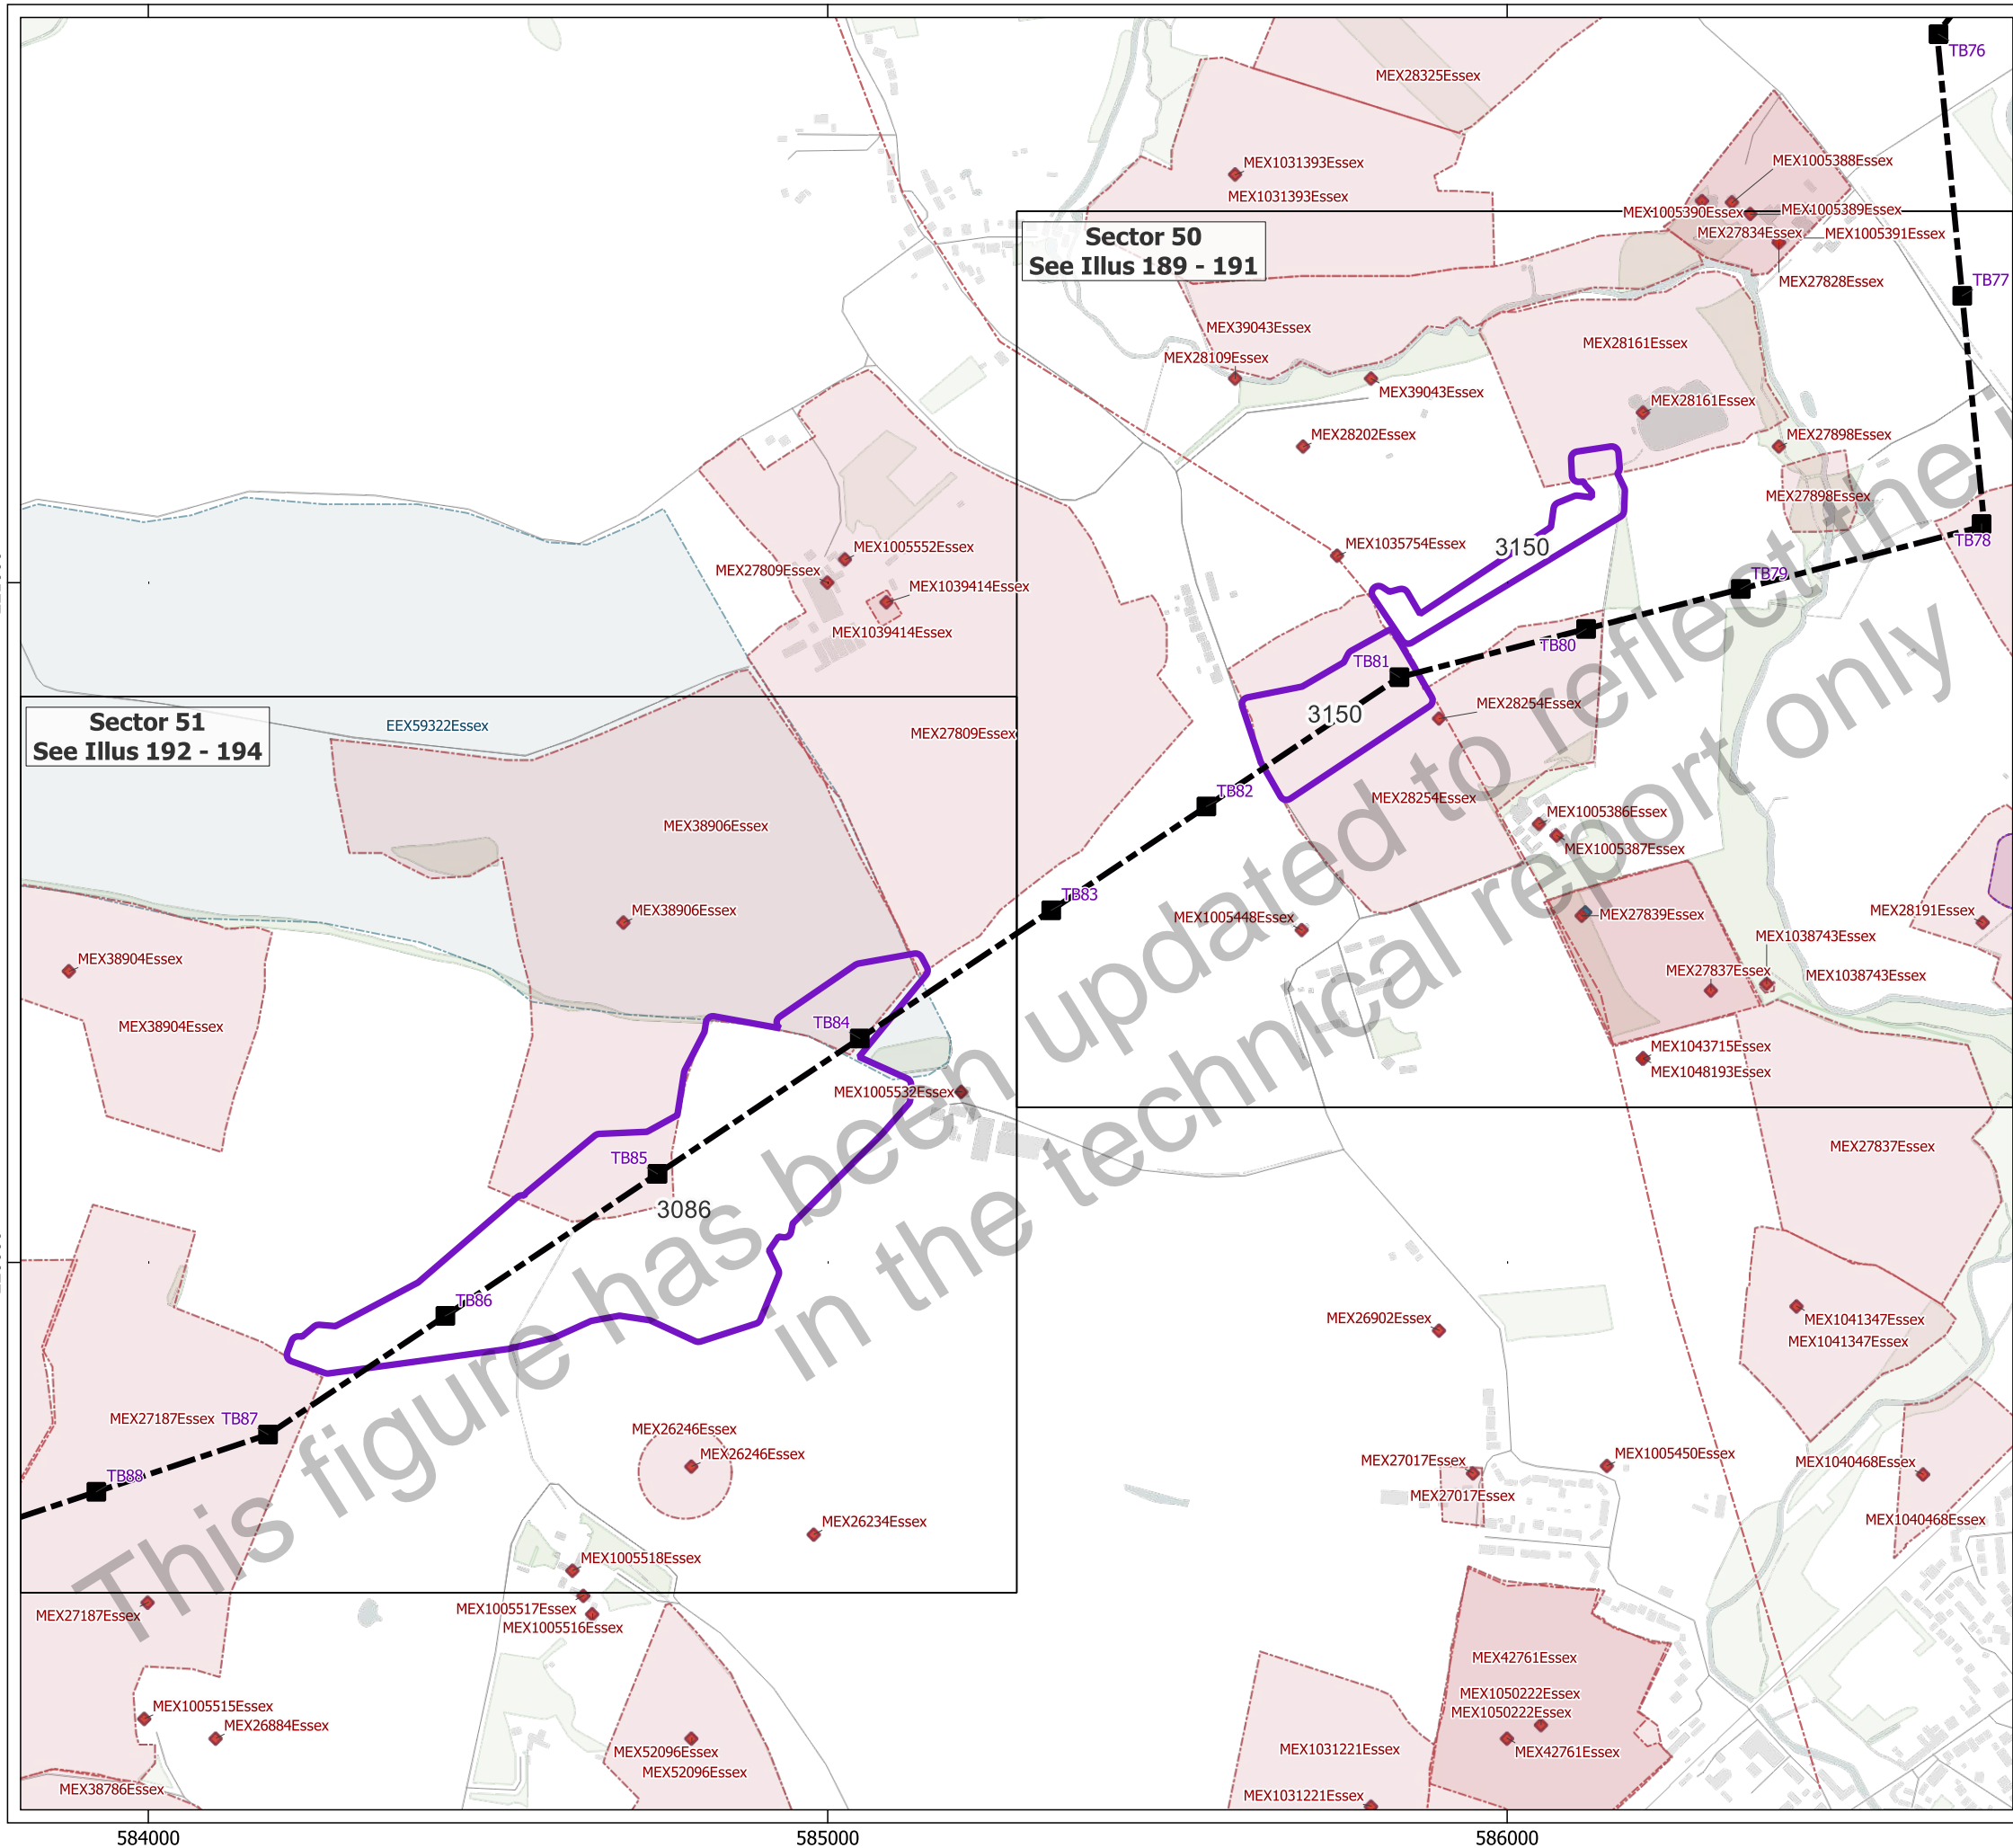 TB76
MEX28325Essex
MEX1031393Essex
MEX1031393Essex
MEX1005388Essex
MEX1005390Essex
MEX1005389Essex
MEX27834Essex
MEX1005391Essex
MEX27828Essex
Sector 50
See Illus 189 - 191
TB77
MEX39043Essex
MEX28109Essex
MEX28161Essex
MEX39043Essex
MEX28161Essex
MEX28202Essex
MEX27898Essex
MEX27898Essex
TB78
MEX1005552Essex
MEX27809Essex
MEX1039414Essex
MEX1039414Essex
MEX1035754Essex
3150
TB79
TB80
TB81
3150
MEX28254Essex
MEX28254Essex
EEX59322Essex
Sector 51
See Illus 192 - 194
MEX27809Essex
TB82
MEX38906Essex
MEX1005386Essex
MEX1005387Essex
TB83
MEX38906Essex
MEX1005448Essex
MEX27839Essex
MEX28191Essex
MEX38904Essex
MEX38904Essex
MEX1038743Essex
MEX27837Essex
MEX1038743Essex
TB84
MEX1043715Essex
MEX1048193Essex
MEX1005532Essex
MEX27837Essex
TB85
3086
TB86
MEX26902Essex
MEX1041347Essex
MEX1041347Essex
MEX27187Essex
TB87
MEX26246Essex
MEX26246Essex
TB88
MEX27017Essex
MEX27017Essex
MEX1005450Essex
MEX1040468Essex
MEX1040468Essex
MEX26234Essex
MEX1005518Essex
MEX1005517Essex
MEX1005516Essex
MEX27187Essex
MEX42761Essex
MEX1050222Essex
MEX1050222Essex
MEX42761Essex
MEX1005515Essex
MEX26884Essex
MEX52096Essex
MEX52096Essex
MEX1031221Essex
MEX1031221Essex
MEX38786Essex
This figure has been updated to reflect the
in the technical report only
584000
585000
586000